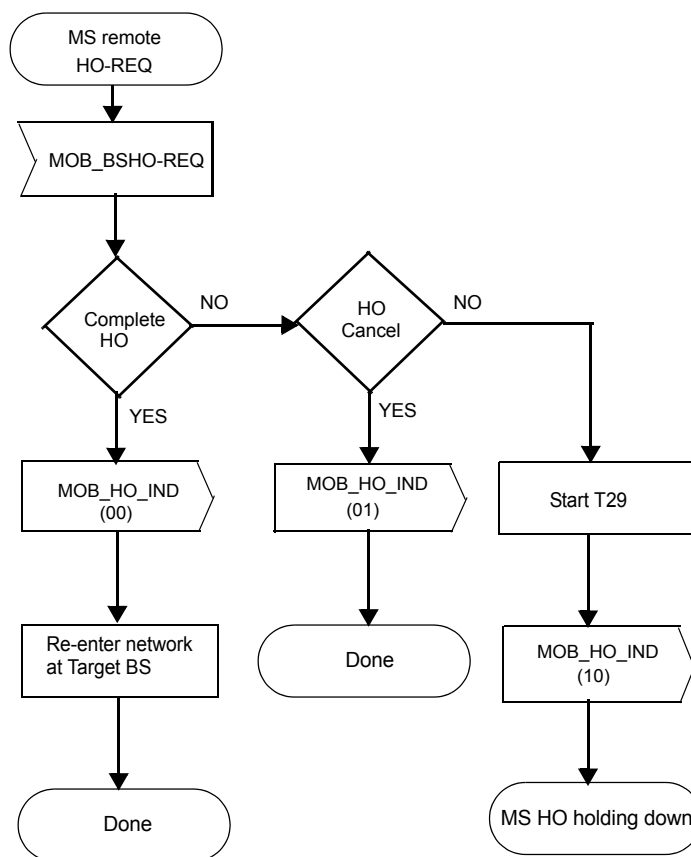 MS remote
HO-REQ
MOB_BSHO-REQ
Complete
HO
NO
HO
Cancel
NO
YES
YES
MOB_HO_IND
(00)
MOB_HO_IND
(01)
Start T29
Re-enter network
at Target BS
Done
MOB_HO_IND
(10)
Done
MS HO holding down